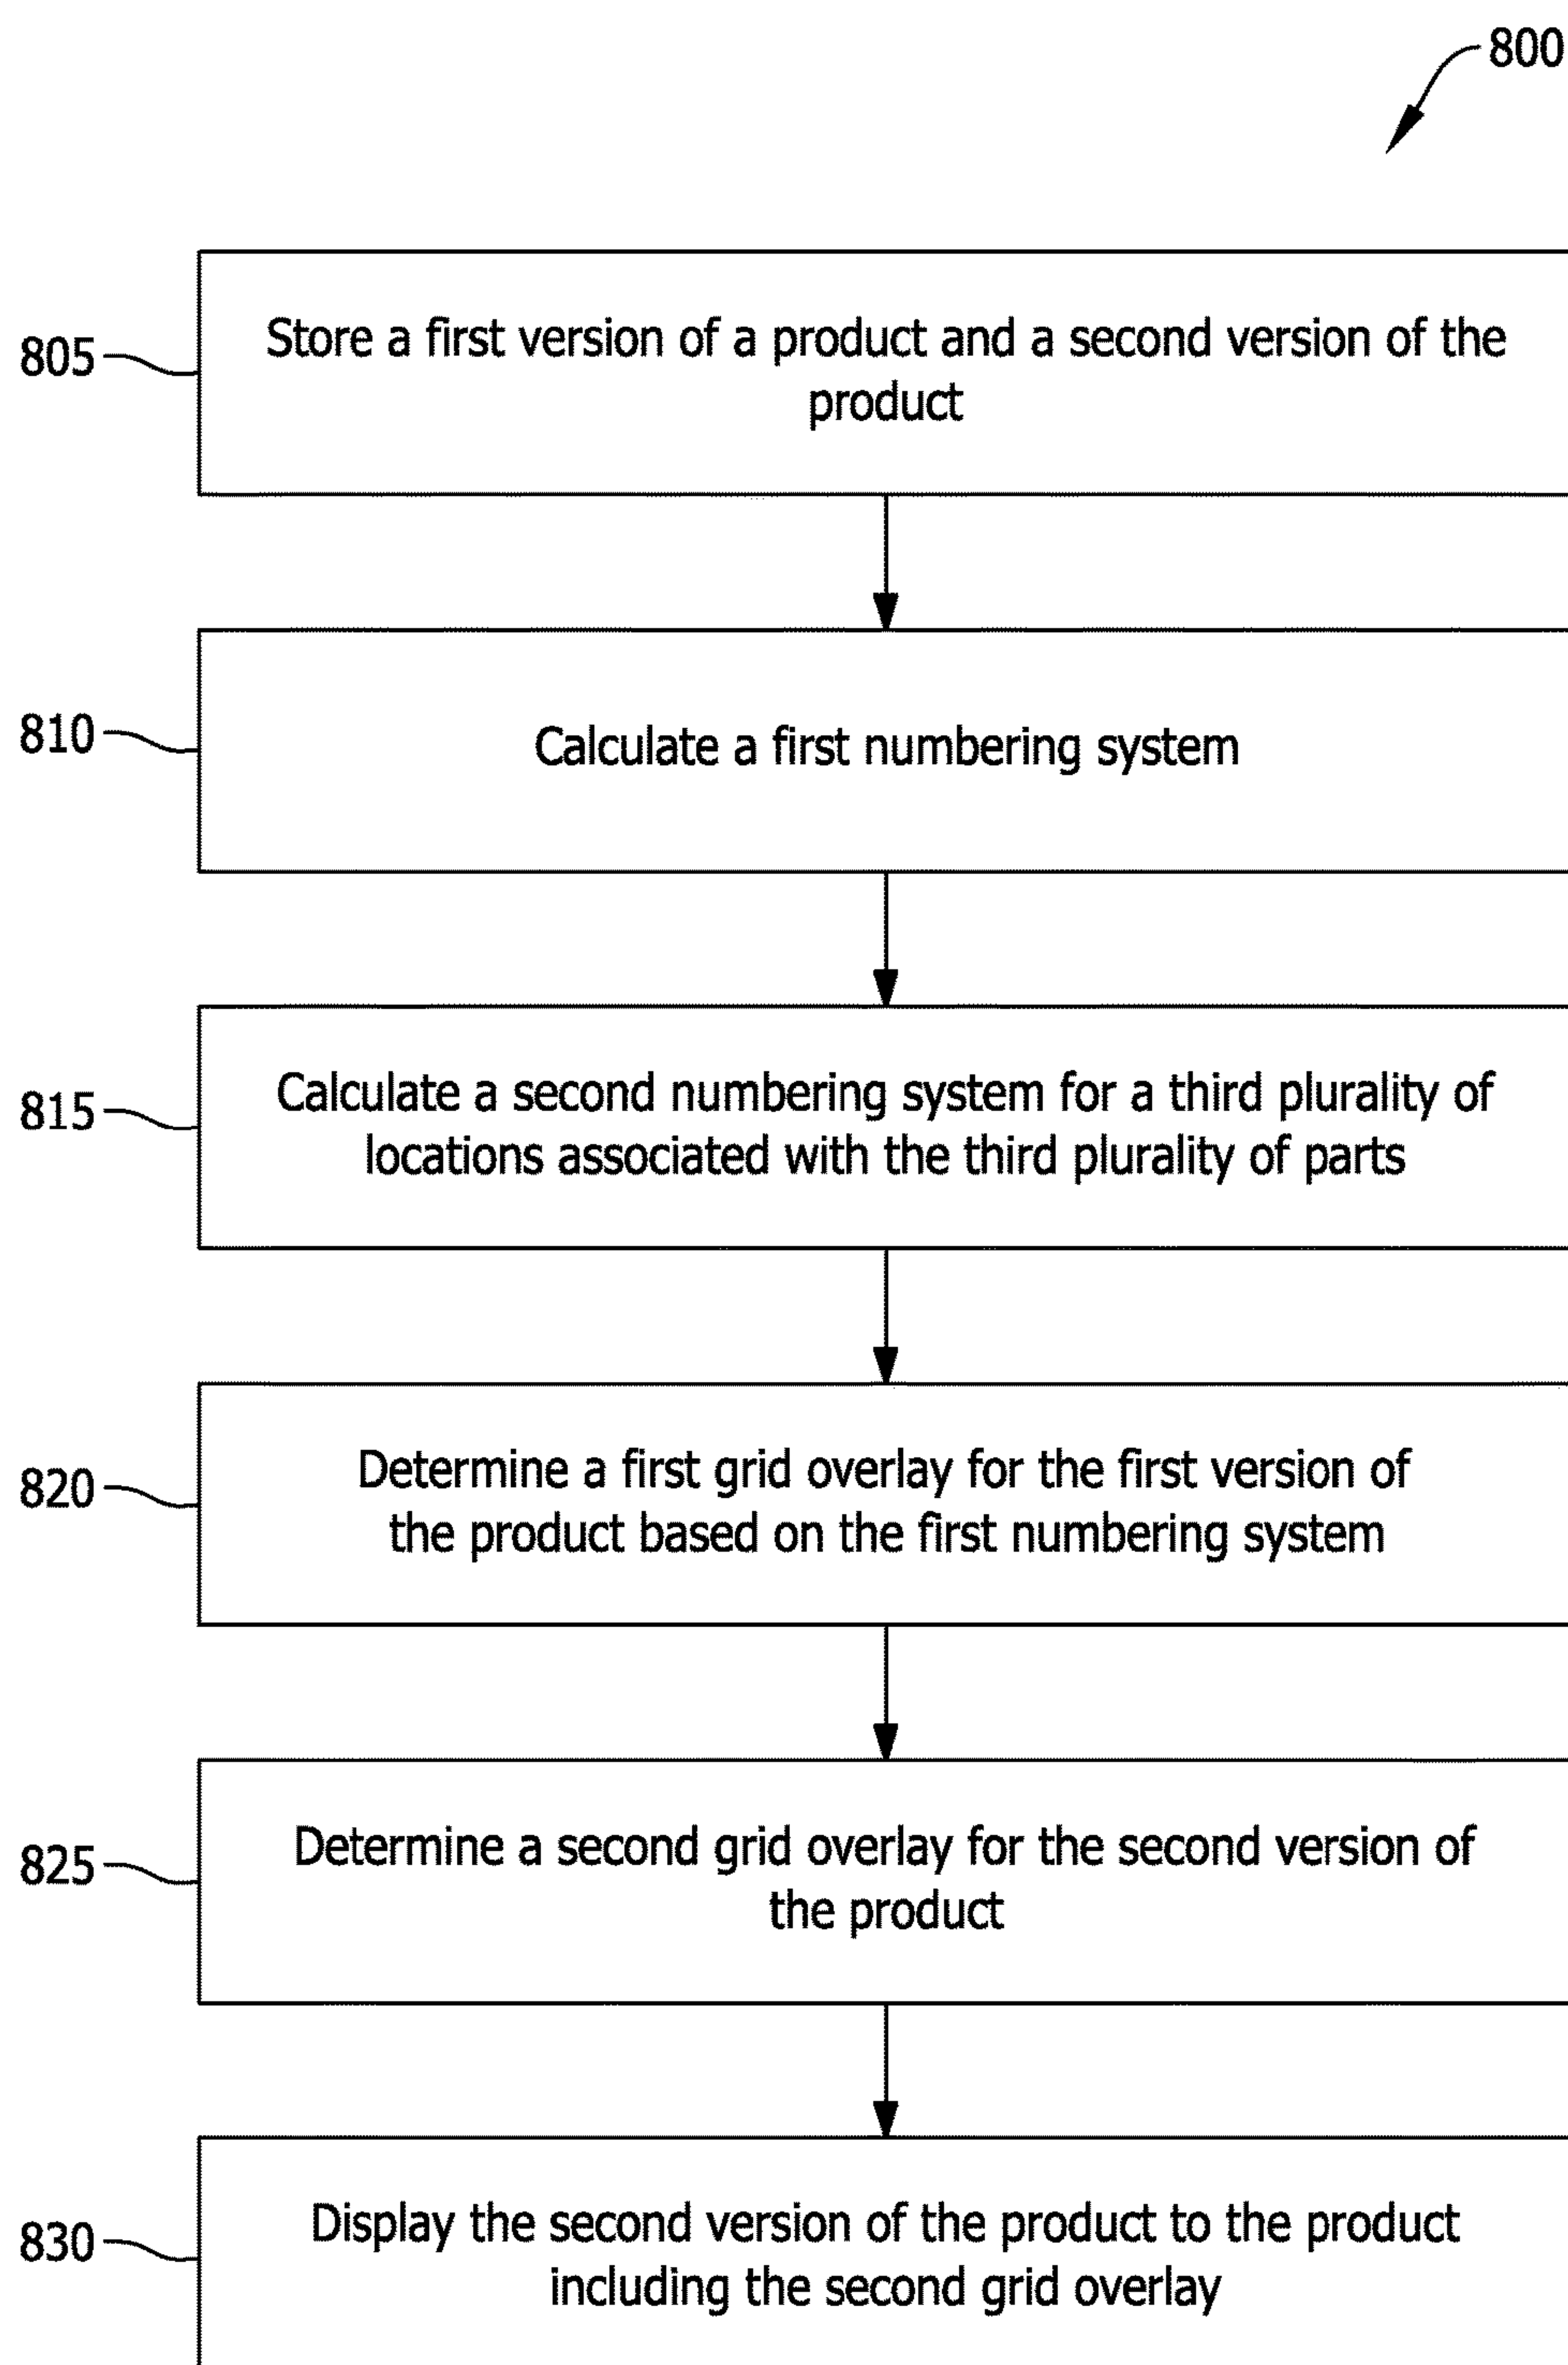 800
805
Store a first version of a product and a second version of the
product
810
Calculate a first numbering system
815
Calculate a second numbering system for a third plurality of
locations associated with the third plurality of parts
820
Determine a first grid overlay for the first version of
the product based on the first numbering system
825
Determine a second grid overlay for the second version of
the product
830
Display the second version of the product to the product
including the second grid overlay